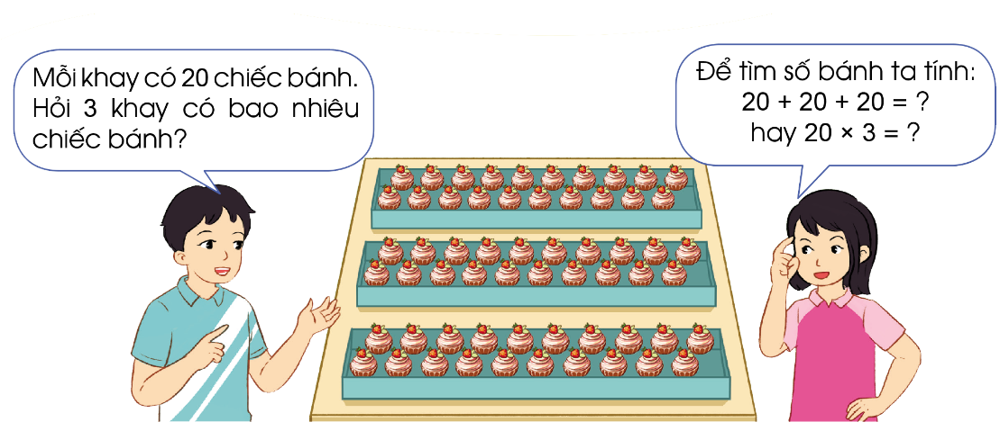 Mỗi khay có 20 chiếc bánh.
Hỏi 3 khay có bao nhiêu
chiếc bánh?
Để tìm số bánh ta tính:
20 + 20 + 20 = ?
hay 20 × 3 = ?